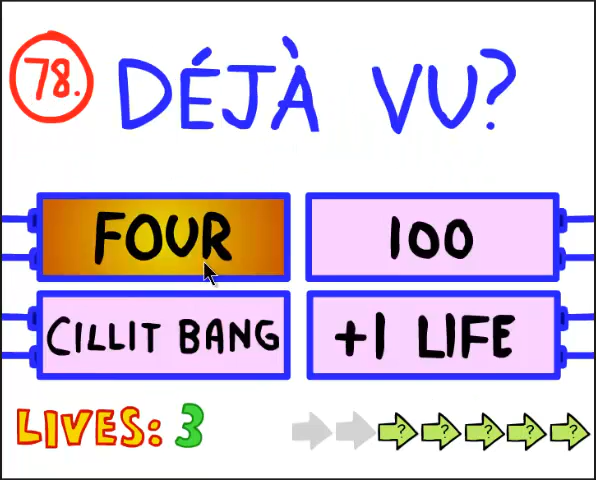 78.
DÉJÀ VU?
FOUR
100
CILLIT BANG
+1 LIFE
LIVES: 3
? ? ? ? ?